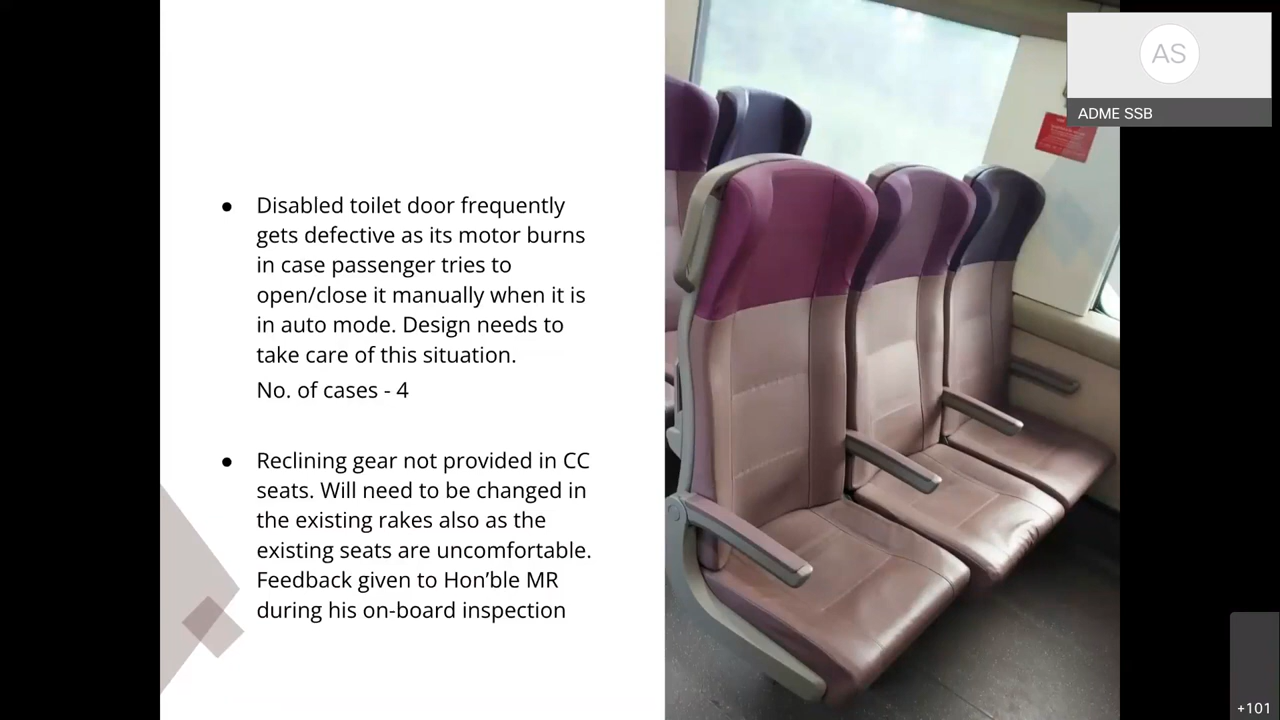 AS
ADME SSB
● Disabled toilet door frequently
gets defective as its motor burns
in case passenger tries to
open/close it manually when it is
in auto mode. Design needs to
take care of this situation.
No. of cases - 4
● Reclining gear not provided in CC
seats. Will need to be changed in
the existing rakes also as the
existing seats are uncomfortable.
Feedback given to Hon’ble MR
during his on-board inspection
+101